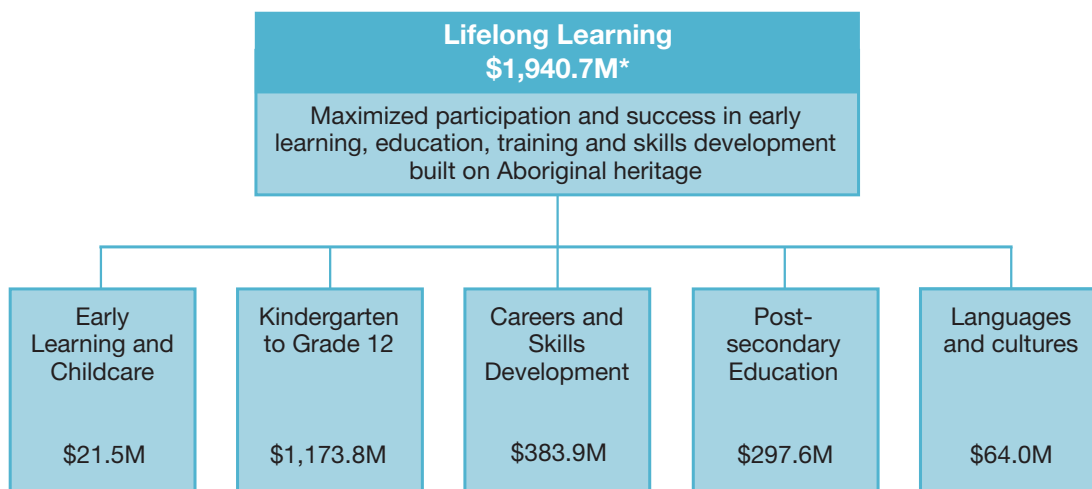 Lifelong Learning
$1,940.7M*
Maximized participation and success in early
learning, education, training and skills development
built on Aboriginal heritage
Early
Learning and
Childcare
$21.5M
Kindergarten
to Grade 12
$1,173.8M
Careers and
Skills
Development
$383.9M
Post-
secondary
Education
$297.6M
Languages
and cultures
$64.0M